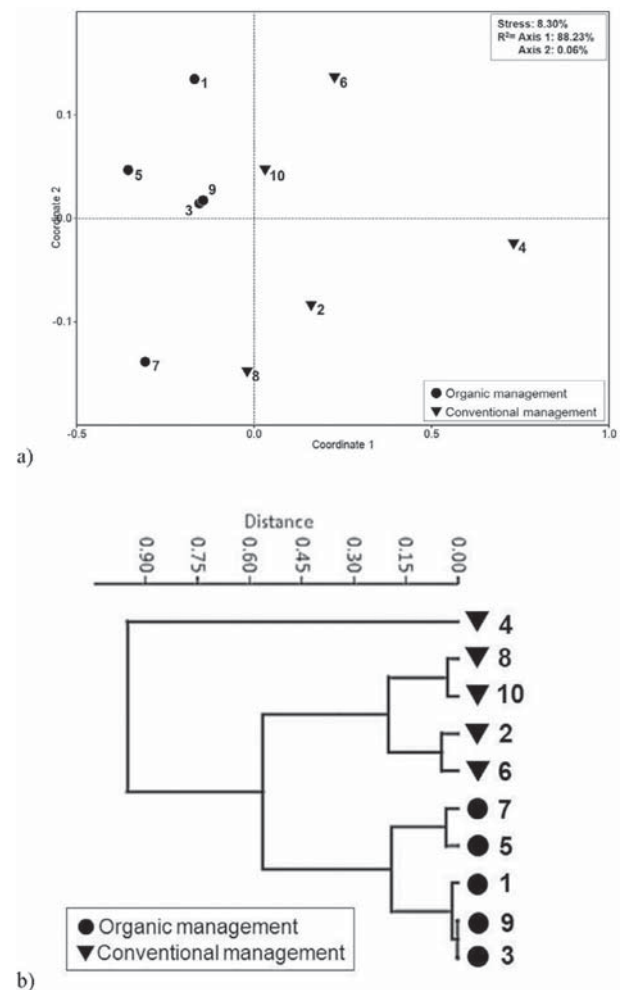 Stress: 8.30%
R²= Axis 1: 88.23%
Axis 2: 0.06%
0.1
0.0
-0.1
Coordinate 2
1
6
5
10
9
3
4
2
7
8
Organic management
Conventional management
-0.5
0.0
0.5
1.0
Coordinate 1
a)
Distance
0.90
0.75
0.60
0.45
0.30
0.15
0.00
4
8
10
2
6
7
5
1
9
3
Organic management
Conventional management
b)